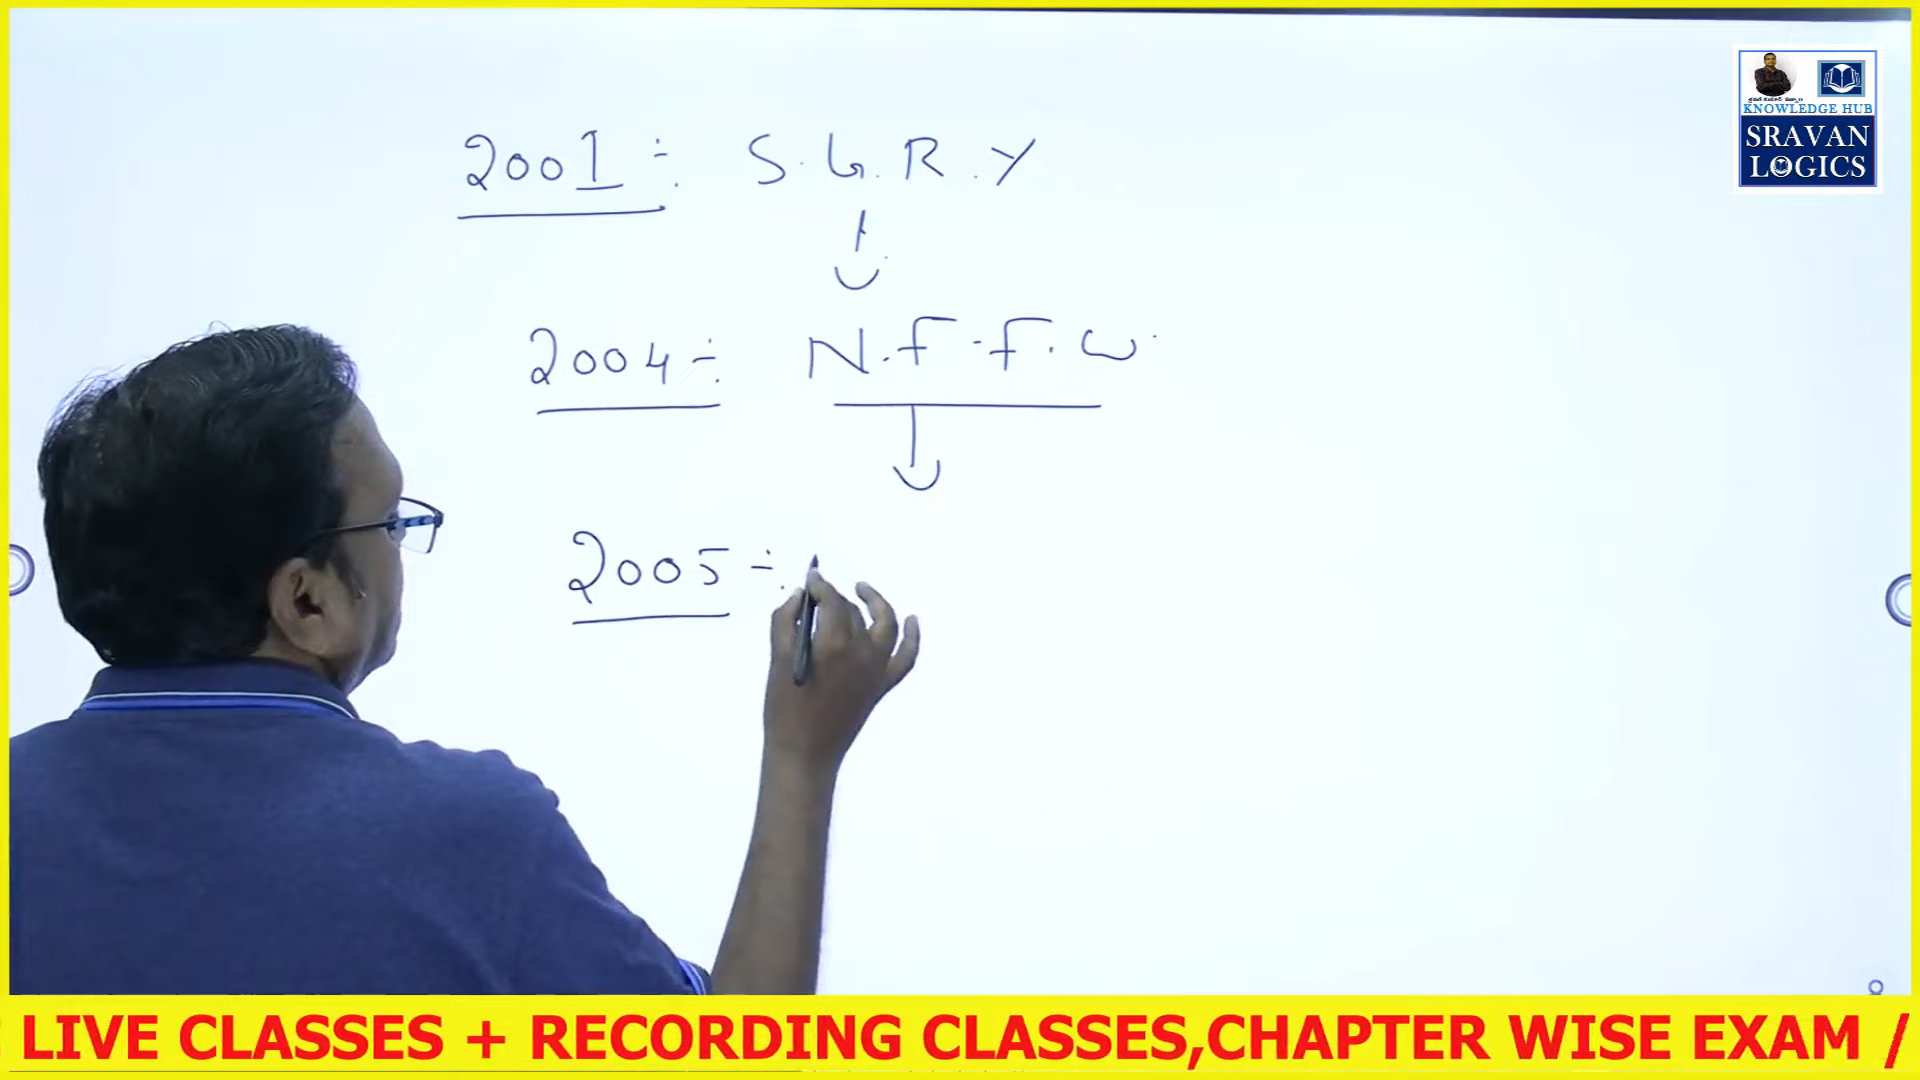 2001 ÷ S. G. R. Y
2004 ÷ N. F. F. W.
2005 ÷
KNOWLEDGE HUB
SRAVAN
LOGICS
LIVE CLASSES + RECORDING CLASSES,CHAPTER WISE EXAM /